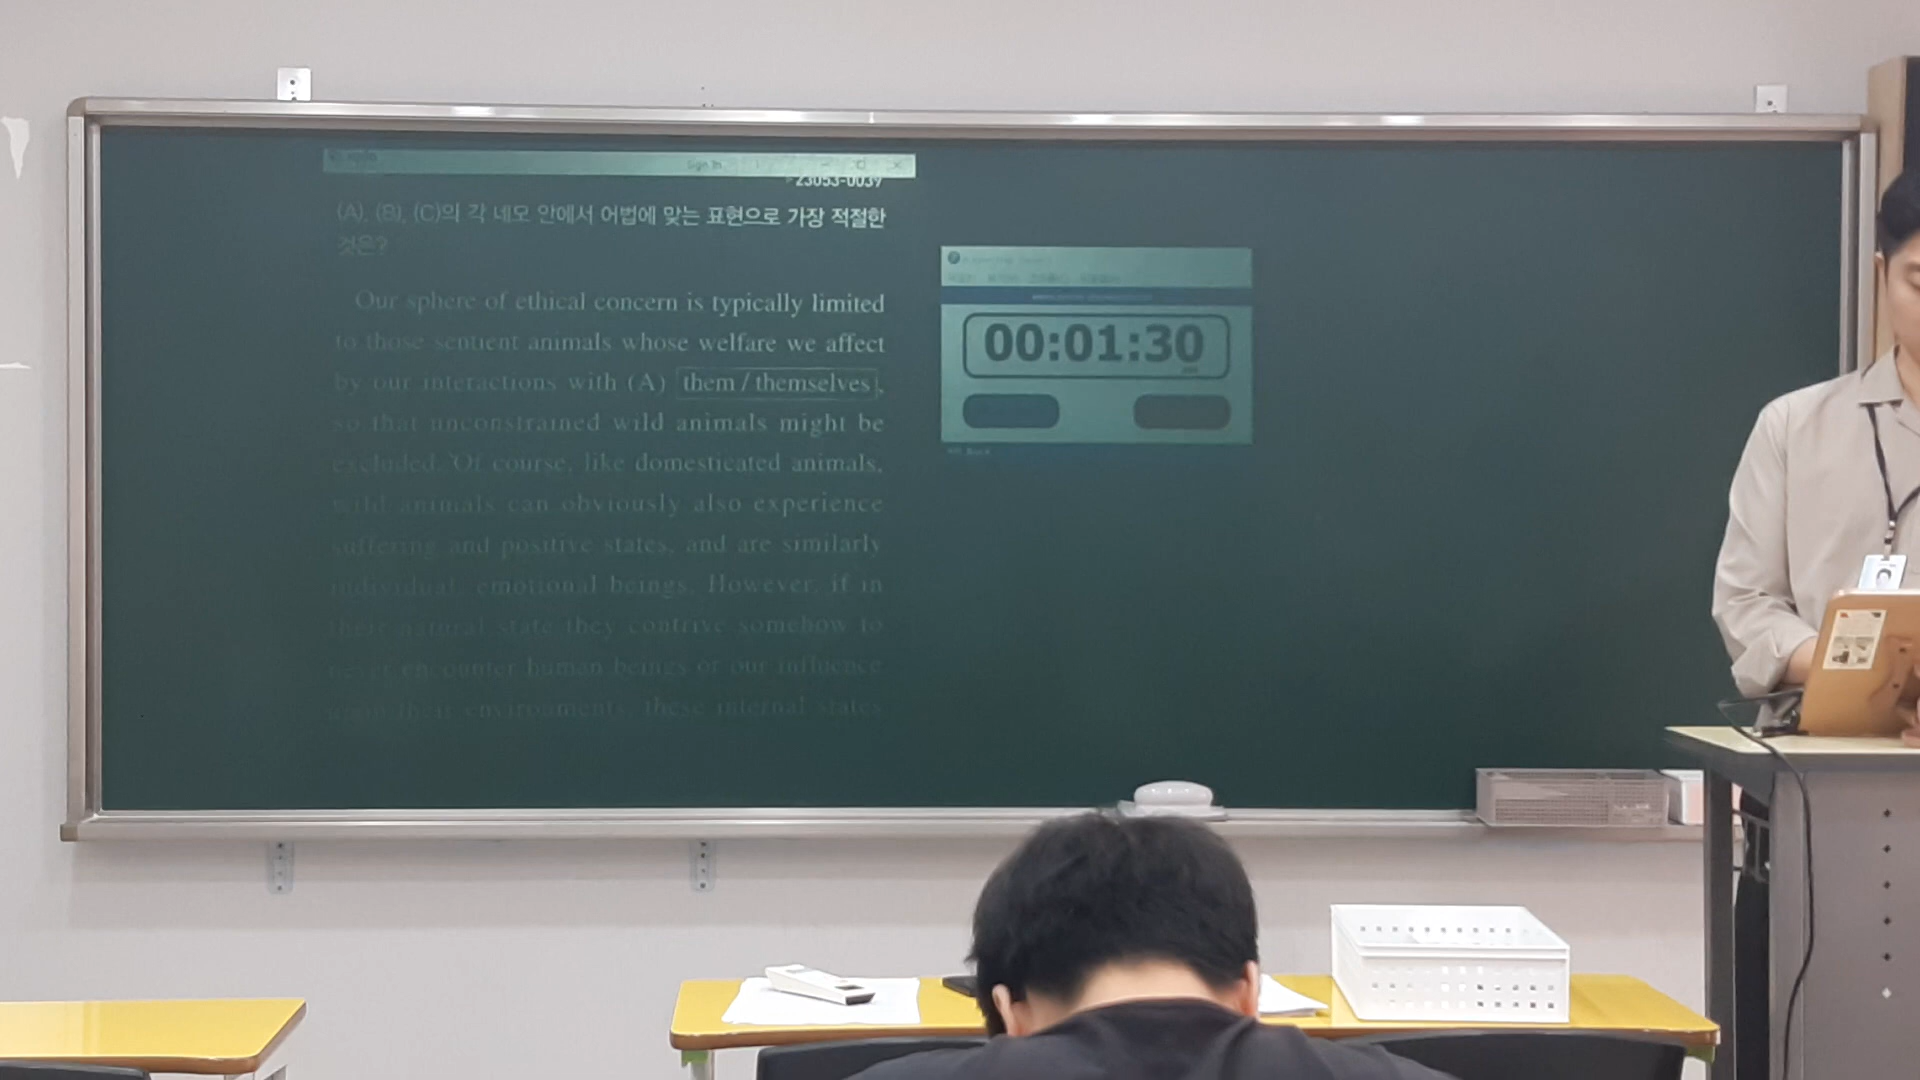 Sign In
23053-0039
(A), (B), (C)의 각 네모 안에서 어법에 맞는 표현으로 가장 적절한
것은?
Our sphere of ethical concern is typically limited
to those sentient animals whose welfare we affect
by our interactions with (A) them / themselves,
so that unconstrained wild animals might be
excluded. Of course, like domesticated animals,
wild animals can obviously also experience
suffering and positive states, and are similarly
individual, emotional beings. However, if in
their natural state they contrive somehow to
never encounter human beings or our influence
their environments, these internal states
00:01:30